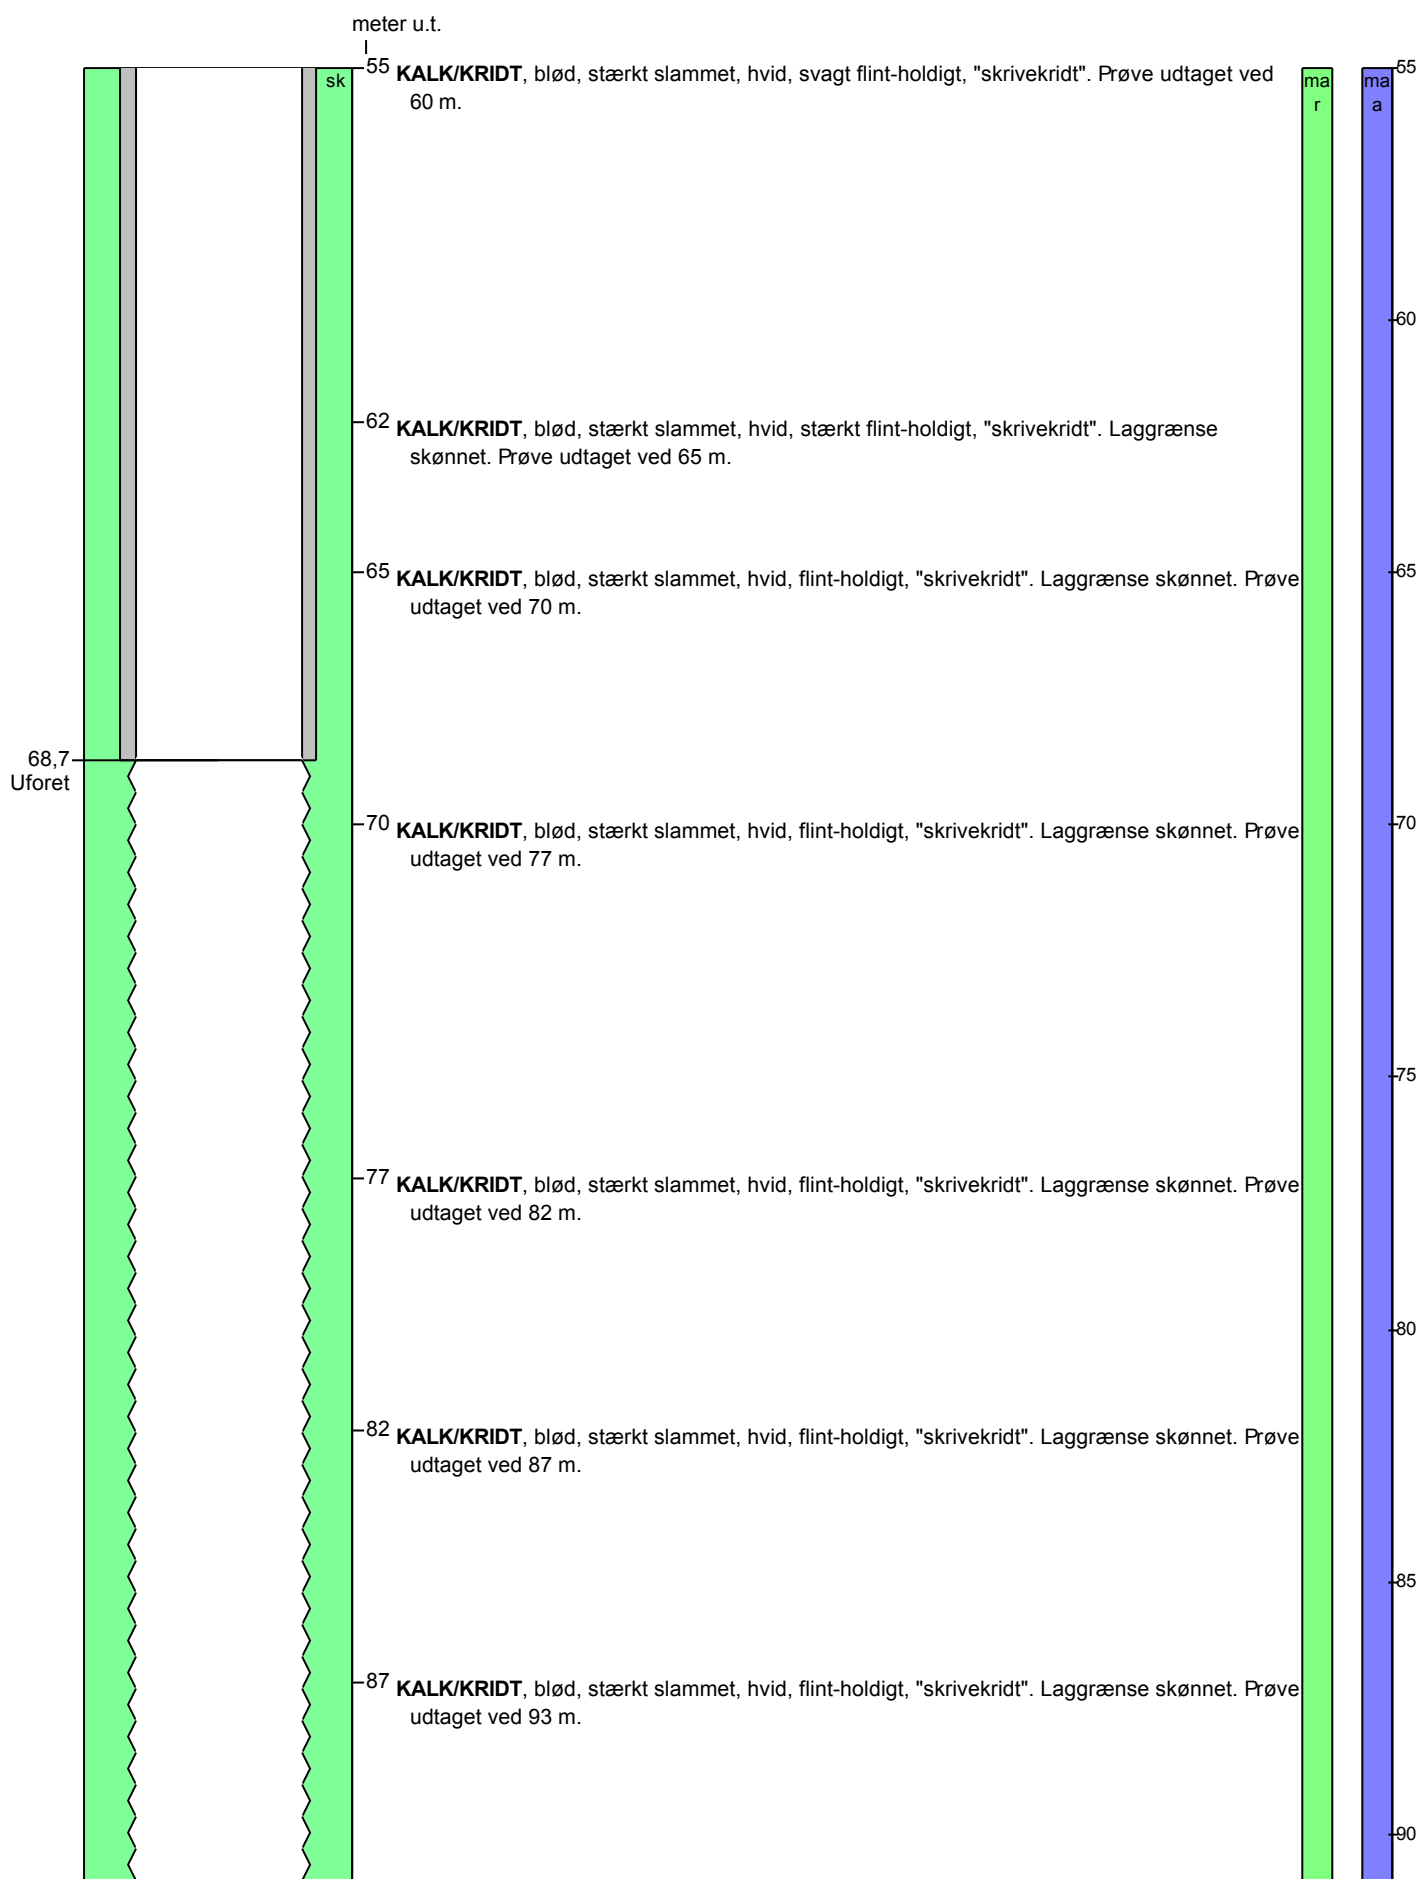 meter u.t.
55 KALK/KRIDT, blød, stærkt slammet, hvid, svagt flint-holdigt, "skrivekridt". Prøve udtaget ved
60 m.
sk
ma
r
ma
a
55
60
62 KALK/KRIDT, blød, stærkt slammet, hvid, stærkt flint-holdigt, "skrivekridt". Laggrænse
skønnet. Prøve udtaget ved 65 m.
65 KALK/KRIDT, blød, stærkt slammet, hvid, flint-holdigt, "skrivekridt". Laggrænse skønnet. Prøve
udtaget ved 70 m.
65
68,7
Uforet
70 KALK/KRIDT, blød, stærkt slammet, hvid, flint-holdigt, "skrivekridt". Laggrænse skønnet. Prøve
udtaget ved 77 m.
70
75
77 KALK/KRIDT, blød, stærkt slammet, hvid, flint-holdigt, "skrivekridt". Laggrænse skønnet. Prøve
udtaget ved 82 m.
80
82 KALK/KRIDT, blød, stærkt slammet, hvid, flint-holdigt, "skrivekridt". Laggrænse skønnet. Prøve
udtaget ved 87 m.
85
87 KALK/KRIDT, blød, stærkt slammet, hvid, flint-holdigt, "skrivekridt". Laggrænse skønnet. Prøve
udtaget ved 93 m.
90